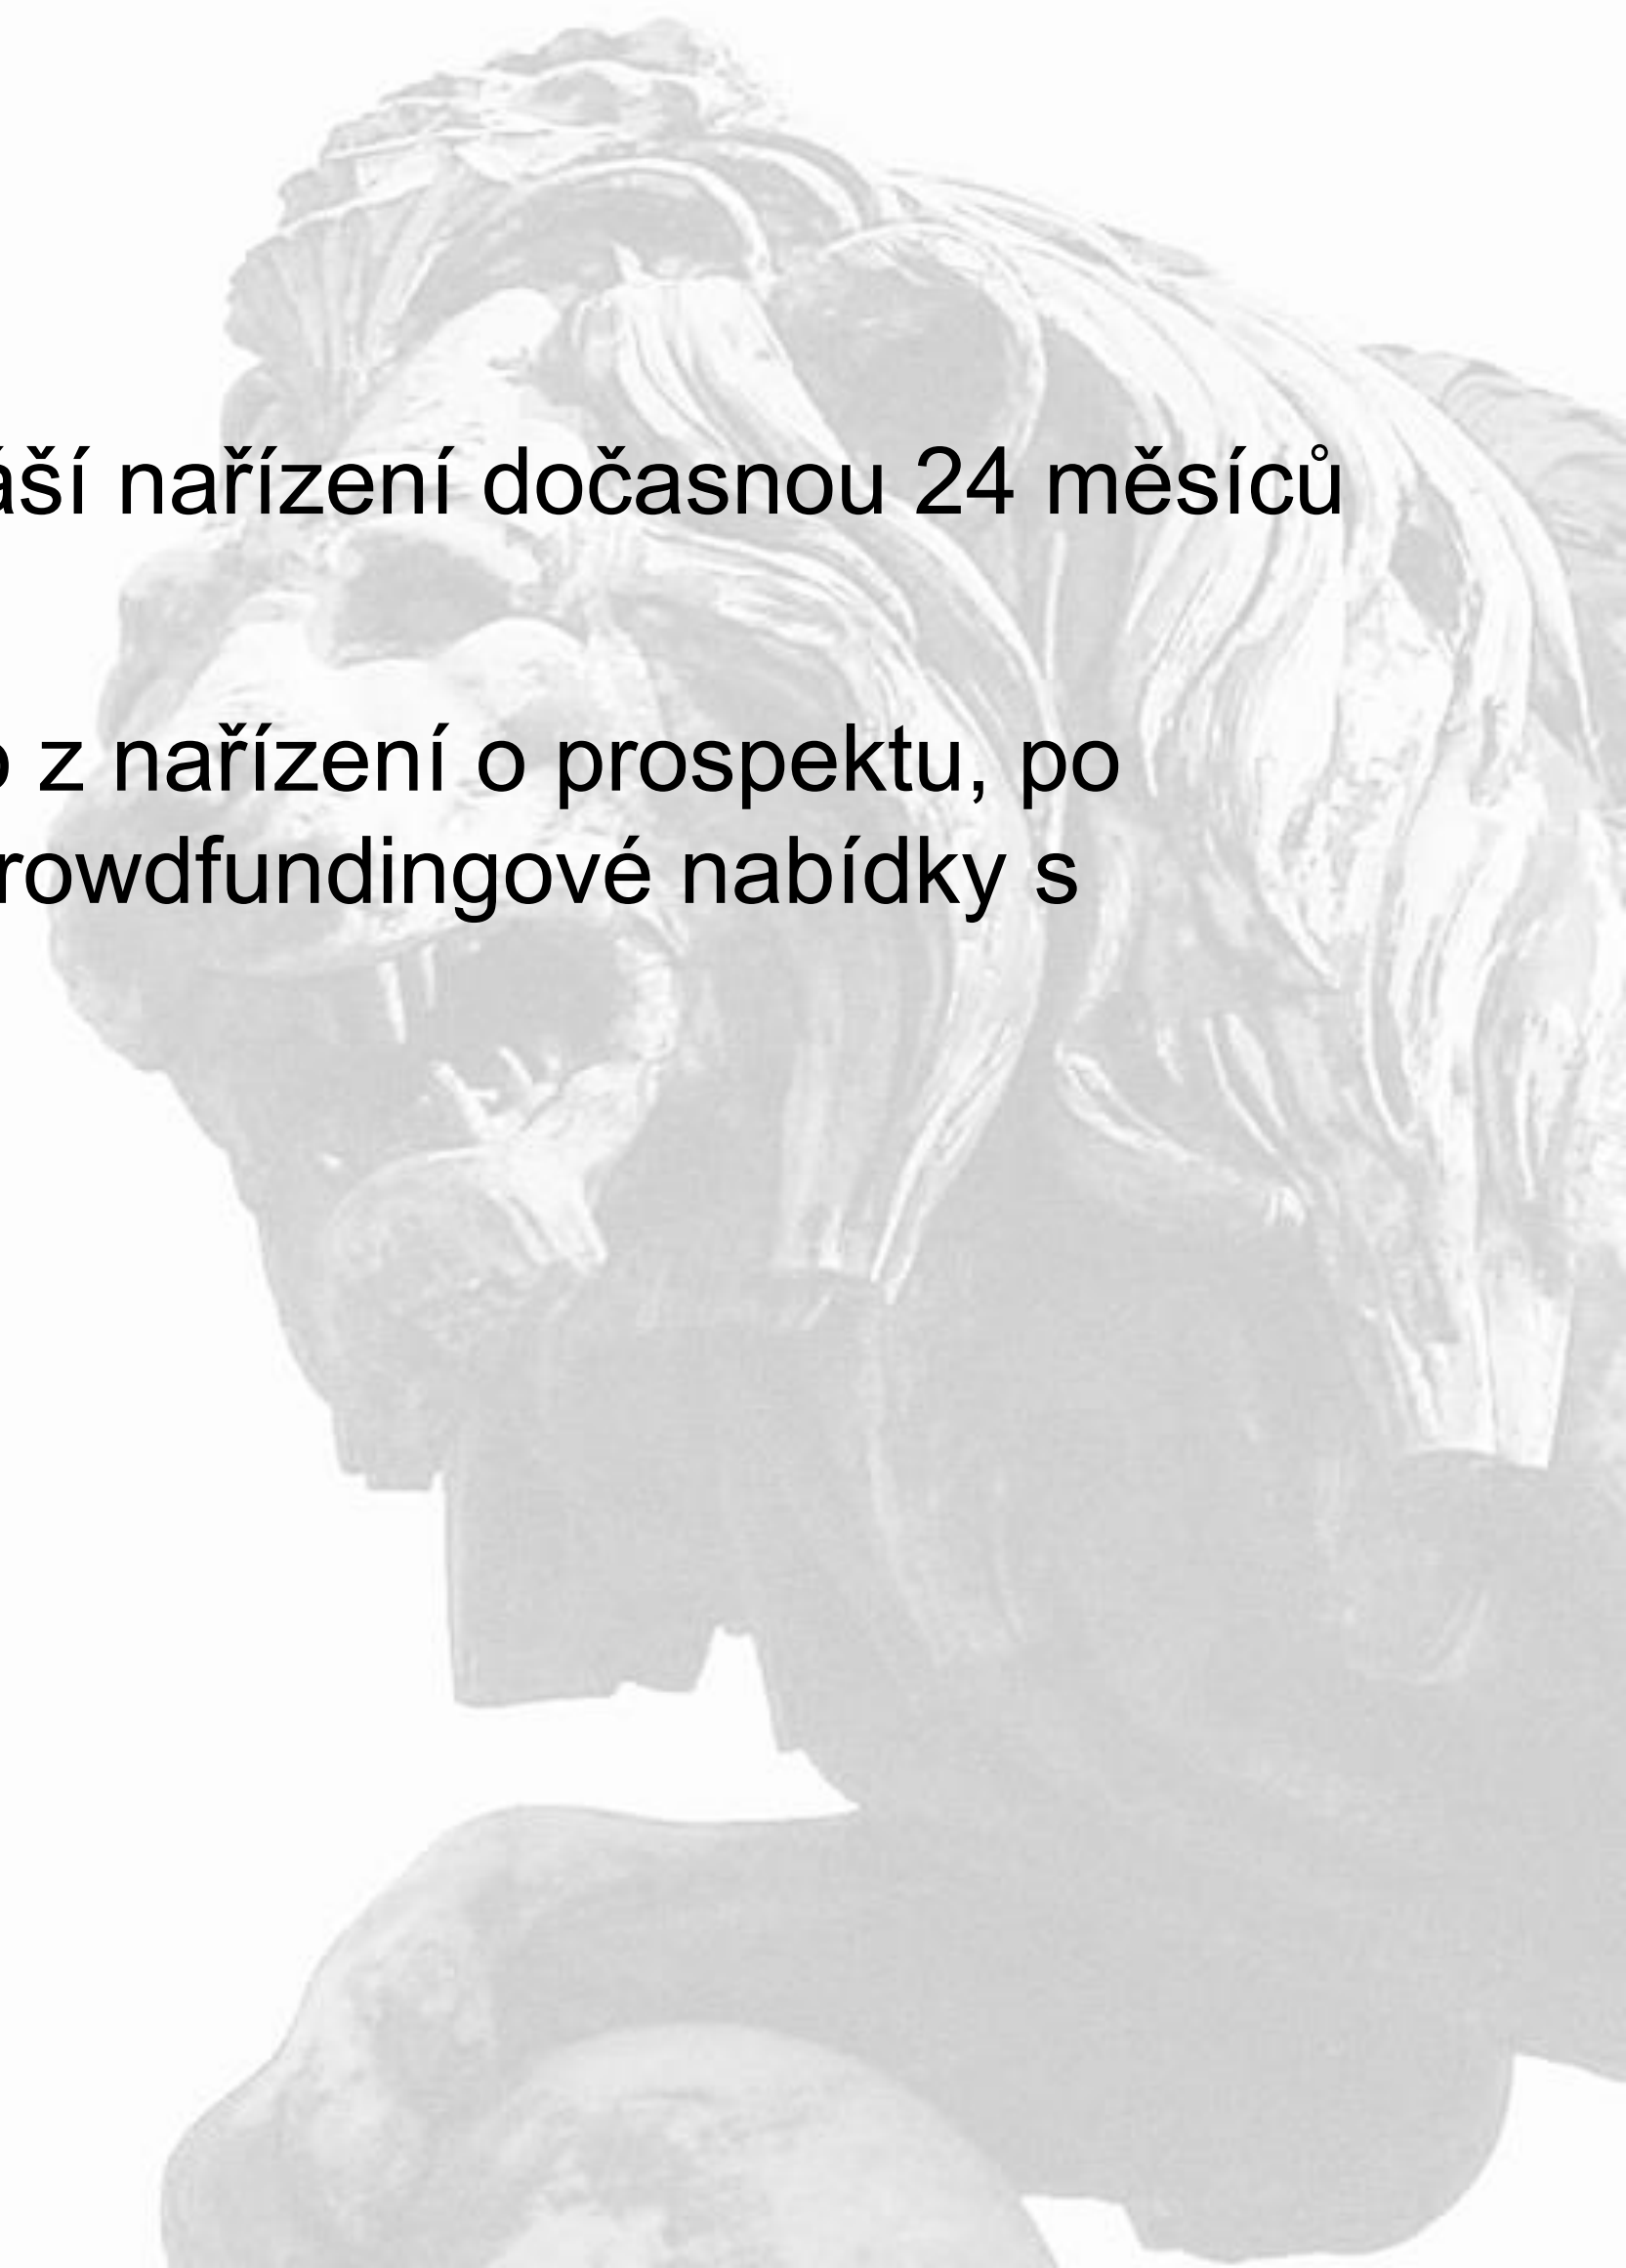 áší nařízení dočasnou 24 měsíců
z nařízení o prospektu, po
rowdfundingové nabídky s